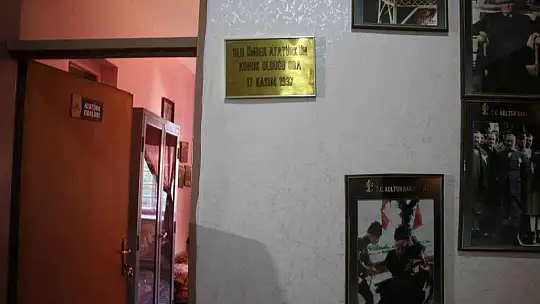 ULU ÖNDER ATATÜRK'ÜN
KONUK OLDUĞU ODA
17 KASIM 1937
ATATÜRK
ODALARI
T.C. KÜLTÜR BAK
T.C. KÜLTÜR BAK